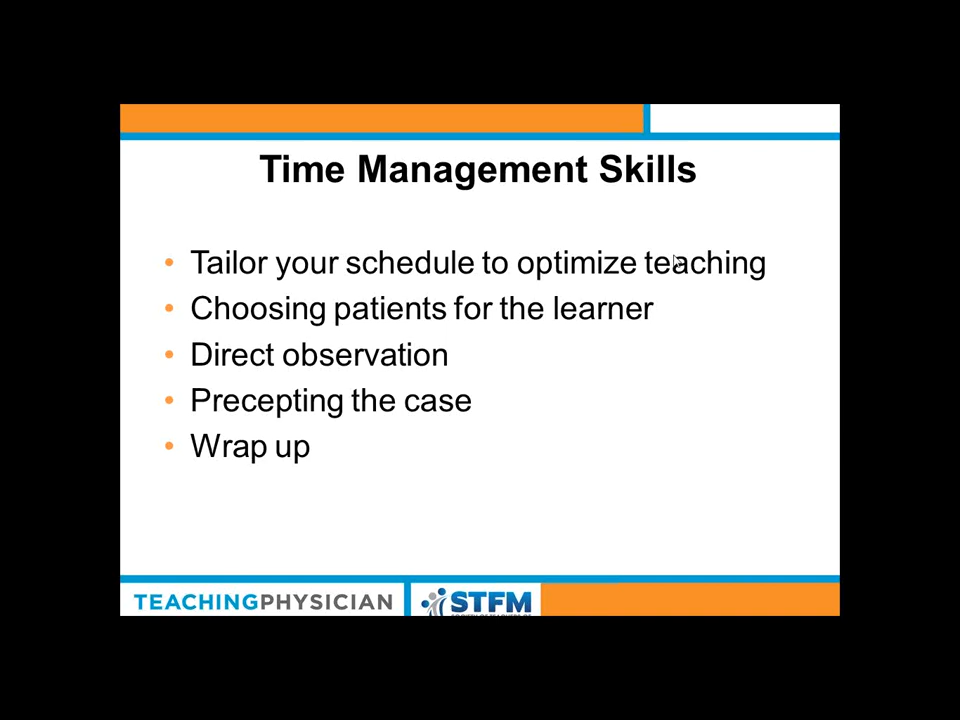 Time Management Skills
• Tailor your schedule to optimize teaching
• Choosing patients for the learner
• Direct observation
• Precepting the case
• Wrap up
TEACHINGPHYSICIAN
STFM